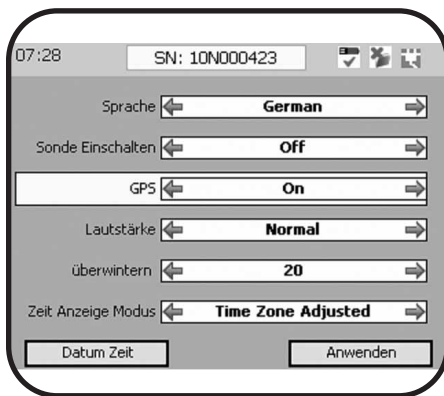 07:28 SN: 10N000423
Sprache German
Sonde Einschalten Off
GPS On
Lautstärke Normal
überwintern 20
Zeit Anzeige Modus Time Zone Adjusted
Datum Zeit Anwenden